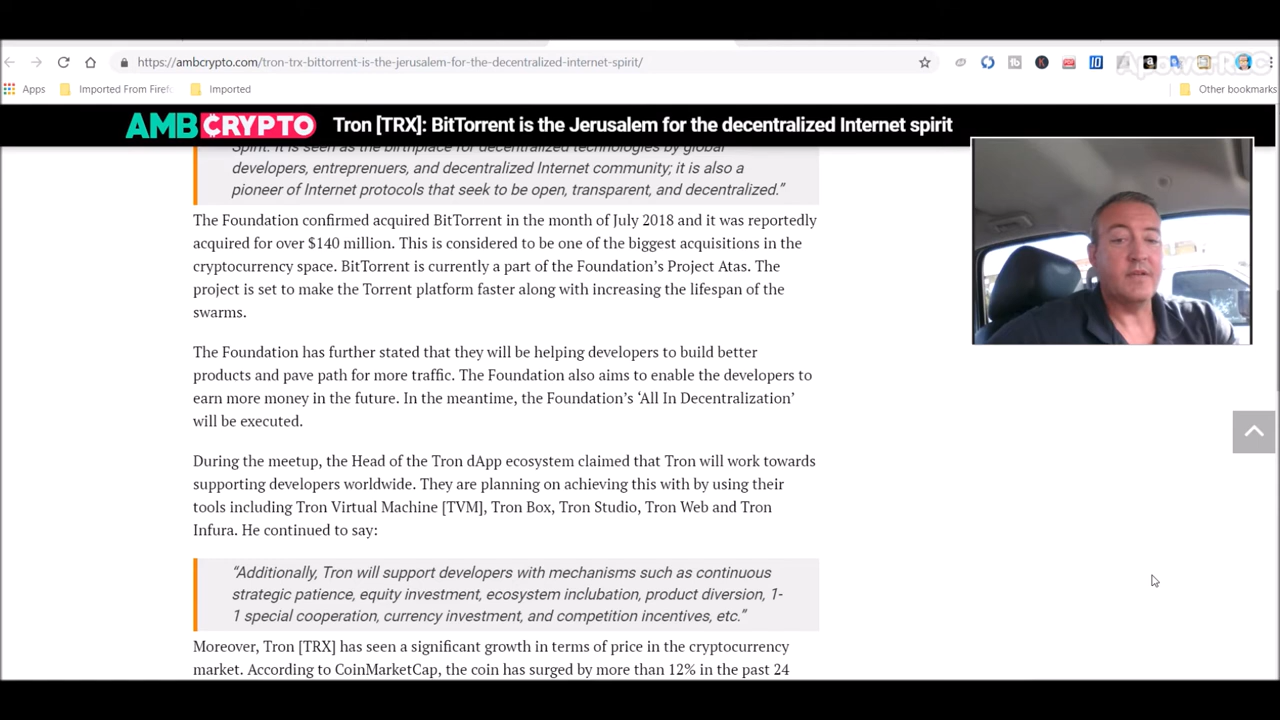 https://ambcrypto.com/tron-trx-bittorrent-is-the-jerusalem-for-the-decentralized-internet-spirit/
ApowerREC
Apps Imported From Firef Imported Other bookmarks
AMBCRYPTO Tron [TRX]: BitTorrent is the Jerusalem for the decentralized Internet spirit
Spirit. It is seen as the birthplace for decentralized technologies by global
developers, entreprenuers, and decentralized Internet community; it is also a
pioneer of Internet protocols that seek to be open, transparent, and decentralized.”
The Foundation confirmed acquired BitTorrent in the month of July 2018 and it was reportedly
acquired for over $140 million. This is considered to be one of the biggest acquisitions in the
cryptocurrency space. BitTorrent is currently a part of the Foundation’s Project Atas. The
project is set to make the Torrent platform faster along with increasing the lifespan of the
swarms.
The Foundation has further stated that they will be helping developers to build better
products and pave path for more traffic. The Foundation also aims to enable the developers to
earn more money in the future. In the meantime, the Foundation’s ‘All In Decentralization’
will be executed.
During the meetup, the Head of the Tron dApp ecosystem claimed that Tron will work towards
supporting developers worldwide. They are planning on achieving this with by using their
tools including Tron Virtual Machine [TVM], Tron Box, Tron Studio, Tron Web and Tron
Infura. He continued to say:
“Additionally, Tron will support developers with mechanisms such as continuous
strategic patience, equity investment, ecosystem inclubation, product diversion, 1-
1 special cooperation, currency investment, and competition incentives, etc.”
Moreover, Tron [TRX] has seen a significant growth in terms of price in the cryptocurrency
market. According to CoinMarketCap, the coin has surged by more than 12% in the past 24